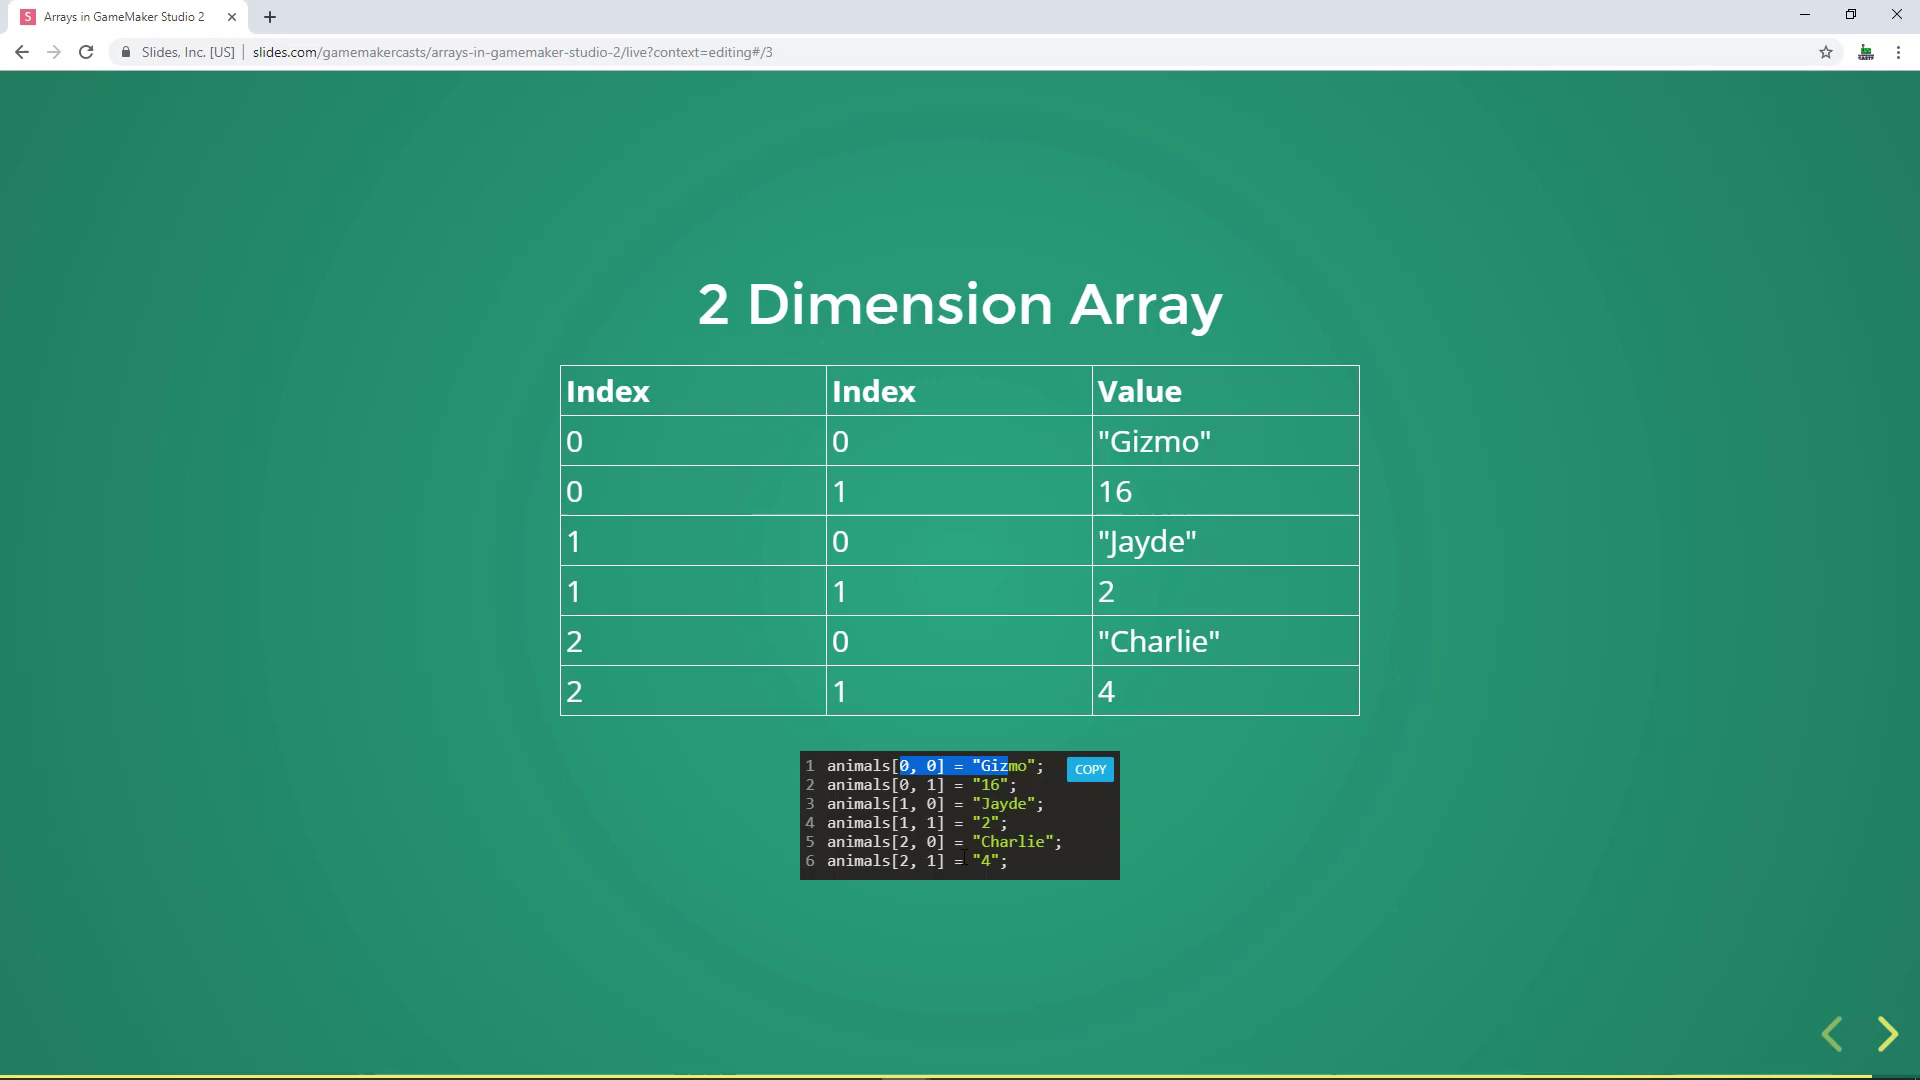 Arrays in GameMaker Studio 2
Slides, Inc. [US] | slides.com/gamemakercasts/arrays-in-gamemaker-studio-2/live?context=editing#/3
2 Dimension Array
Index Index Value
0 0 "Gizmo"
0 1 16
1 0 "Jayde"
1 1 2
2 0 "Charlie"
2 1 4
1 animals[0, 0] = "Gizmo"; COPY
2 animals[0, 1] = "16";
3 animals[1, 0] = "Jayde";
4 animals[1, 1] = "2";
5 animals[2, 0] = "Charlie";
6 animals[2, 1] = "4";